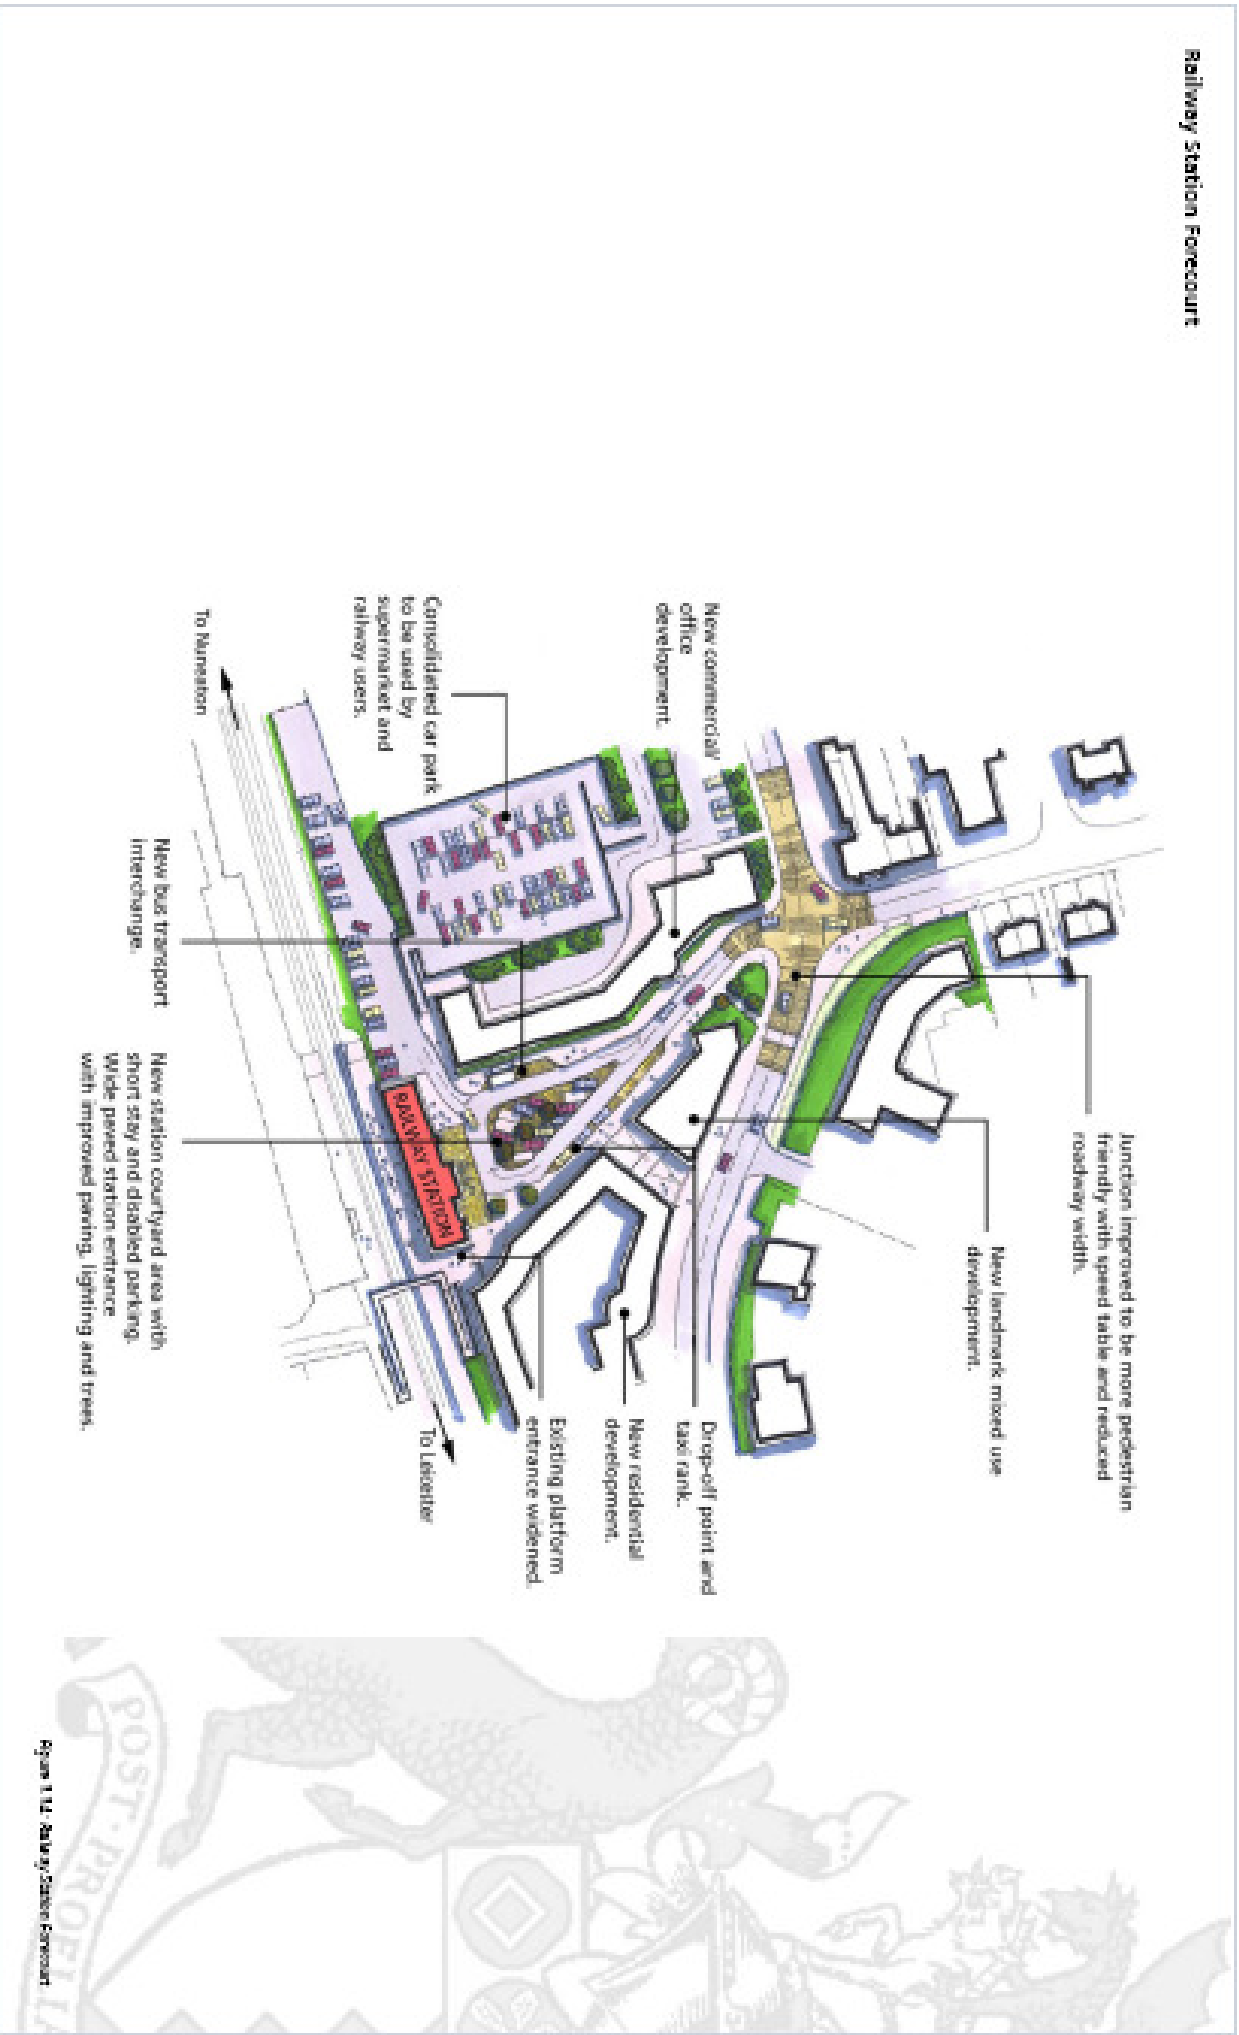 Railway Station Forecourt
Junction improved to be more pedestrian
friendly with speed table and reduced
roadway width.
New landmark mixed use
development.
New commercial/
office
development.
Drop-off point and
taxi rank.
New residential
development.
Existing platform
entrance widened.
Consolidated car park
to be used by
supermarket and
railway users.
RAILWAY STATION
To Leicester
To Nuneaton
New bus transport
interchange.
New station courtyard area with
short stay and disabled parking.
Wide paved station entrance
with improved paving, lighting and trees.
POST · PROELIA
Railway Station Forecourt